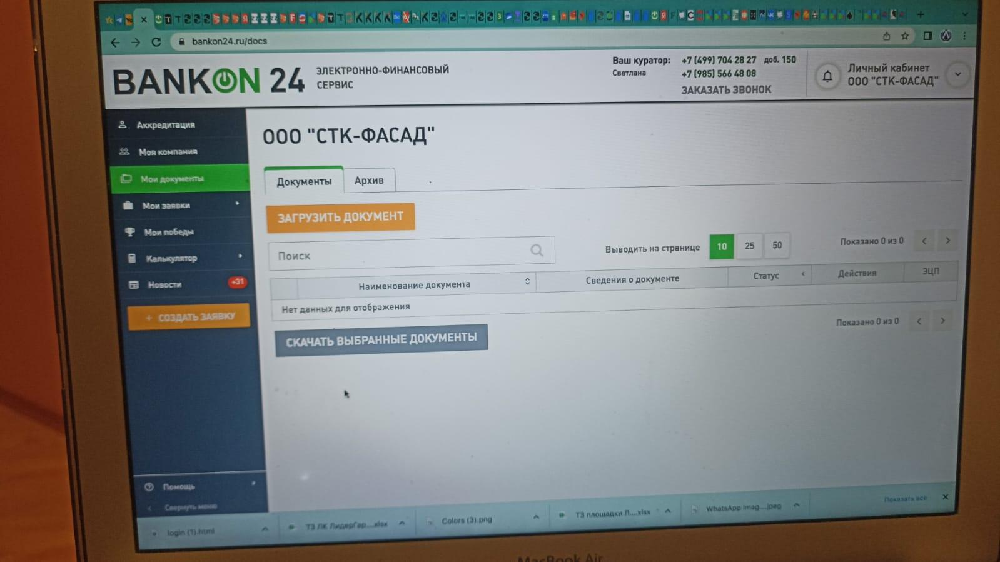 bankon24.ru/docs
BANKON 24
ЭЛЕКТРОННО-ФИНАНСОВЫЙ
СЕРВИС
Ваш куратор: +7 (499) 704 28 27 доб. 150
Светлана +7 (985) 566 48 08
ЗАКАЗАТЬ ЗВОНОК
Личный кабинет
ООО "СТК-ФАСАД"
Аккредитация
Моя компания
Мои документы
Мои заявки
Мои победы
Калькулятор
Новости +31
+ СОЗДАТЬ ЗАЯВКУ
Помощь
Свернуть меню
ООО "СТК-ФАСАД"
Документы Архив
ЗАГРУЗИТЬ ДОКУМЕНТ
Поиск
Выводить на странице 10 25 50
Показано 0 из 0
Наименование документа Сведения о документе Статус Действия ЭЦП
Нет данных для отображения
Показано 0 из 0
СКАЧАТЬ ВЫБРАННЫЕ ДОКУМЕНТЫ
login (1).html
ТЗ ЛК ЛидерГар....xlsx
Colors (3).png
ТЗ площадки Л....xlsx
WhatsApp Imag....jpeg
Показать все
MacBook Air